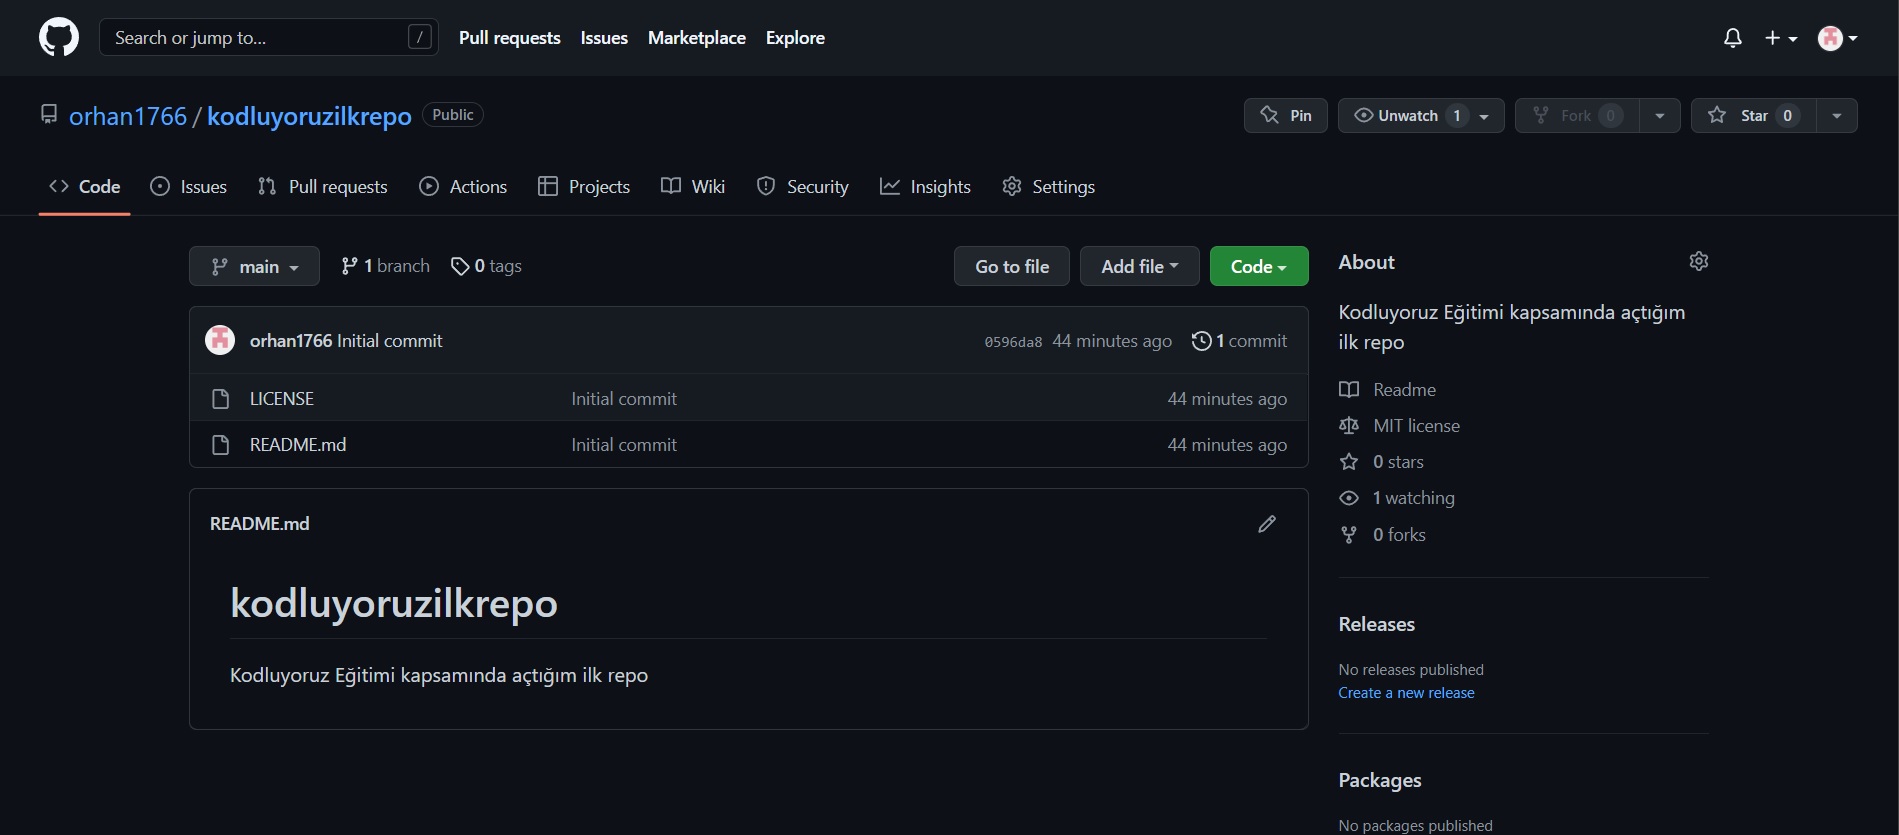 Search or jump to... /
Pull requests Issues Marketplace Explore
orhan1766 / kodluyoruzilkrepo Public
Pin Unwatch 1 Fork 0 Star 0
Code Issues Pull requests Actions Projects Wiki Security Insights Settings
main 1 branch 0 tags
Go to file Add file Code
orhan1766 Initial commit 0596da8 44 minutes ago 1 commit
LICENSE Initial commit 44 minutes ago
README.md Initial commit 44 minutes ago
README.md
kodluyoruzilkrepo
Kodluyoruz Eğitimi kapsamında açtığım ilk repo
About
Kodluyoruz Eğitimi kapsamında açtığım
ilk repo
Readme
MIT license
0 stars
1 watching
0 forks
Releases
No releases published
Create a new release
Packages
No packages published